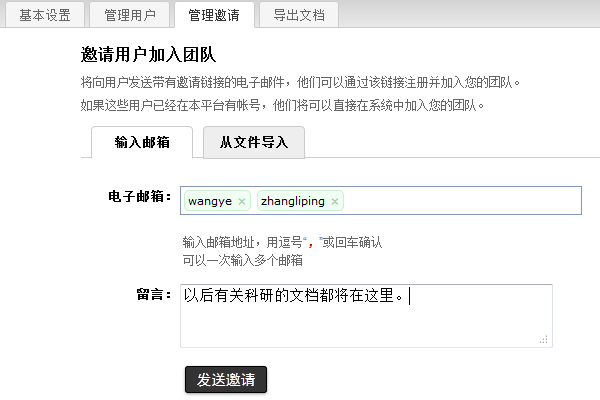 基本设置 管理用户 管理邀请 导出文档
邀请用户加入团队
将向用户发送带有邀请链接的电子邮件，他们可以通过该链接注册并加入您的团队。
如果这些用户已经在本平台有帐号，他们将可以直接在系统中加入您的团队。
输入邮箱 从文件导入
电子邮箱： wangye × zhangliping ×
输入邮箱地址，用逗号“，”或回车确认
可以一次输入多个邮箱
留言： 以后有关科研的文档都将在这里。
发送邀请